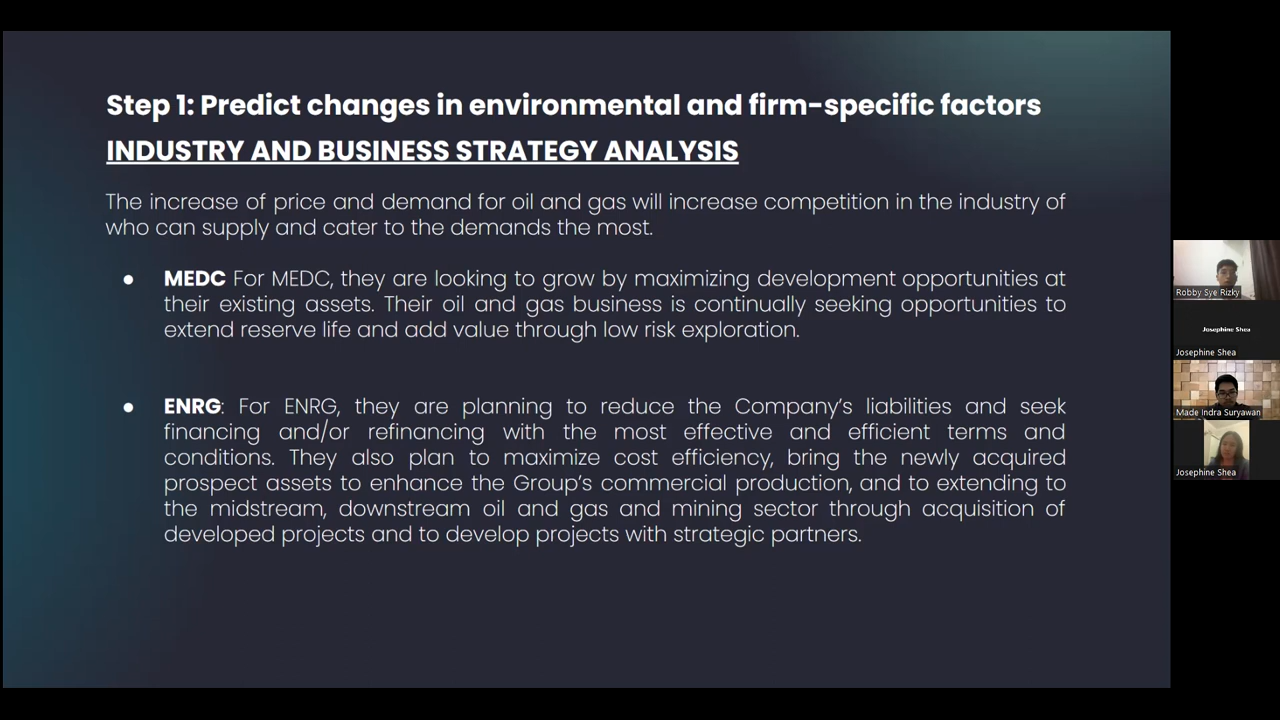 Step 1: Predict changes in environmental and firm-specific factors
INDUSTRY AND BUSINESS STRATEGY ANALYSIS
The increase of price and demand for oil and gas will increase competition in the industry of
who can supply and cater to the demands the most.
● MEDC For MEDC, they are looking to grow by maximizing development opportunities at
their existing assets. Their oil and gas business is continually seeking opportunities to
extend reserve life and add value through low risk exploration.
● ENRG: For ENRG, they are planning to reduce the Company's liabilities and seek
financing and/or refinancing with the most effective and efficient terms and
conditions. They also plan to maximize cost efficiency, bring the newly acquired
prospect assets to enhance the Group's commercial production, and to extending to
the midstream, downstream oil and gas and mining sector through acquisition of
developed projects and to develop projects with strategic partners.
Robby Sye Rizky
Josephine Shea
Josephine Shea
Made Indra Suryawan
Josephine Shea